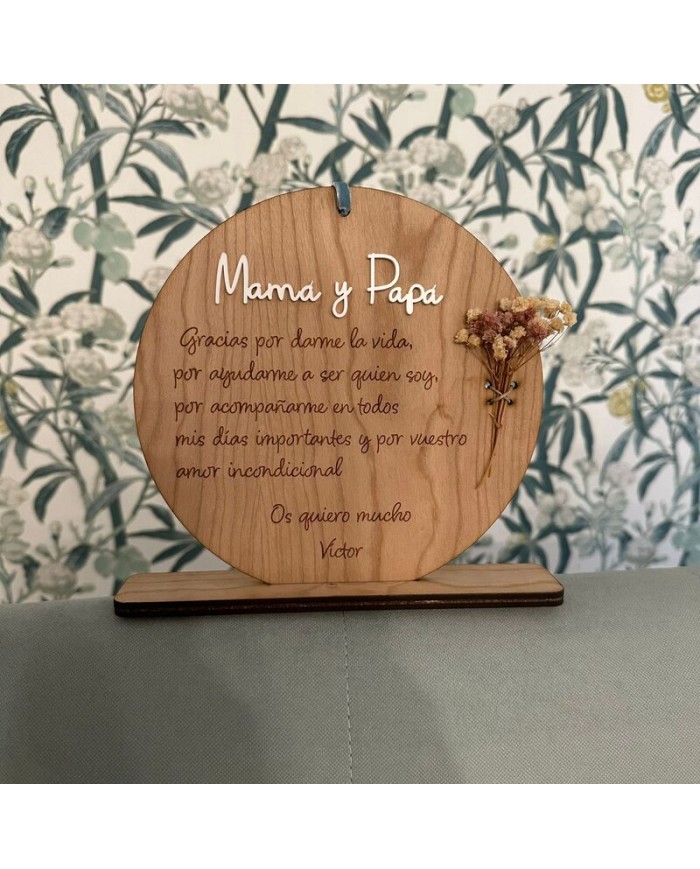 Mamá y Papá
Gracias por darme la vida,
por ayudarme a ser quien soy,
por acompañarme en todos
mis días importantes y por vuestro
amor incondicional
Os quiero mucho
Víctor